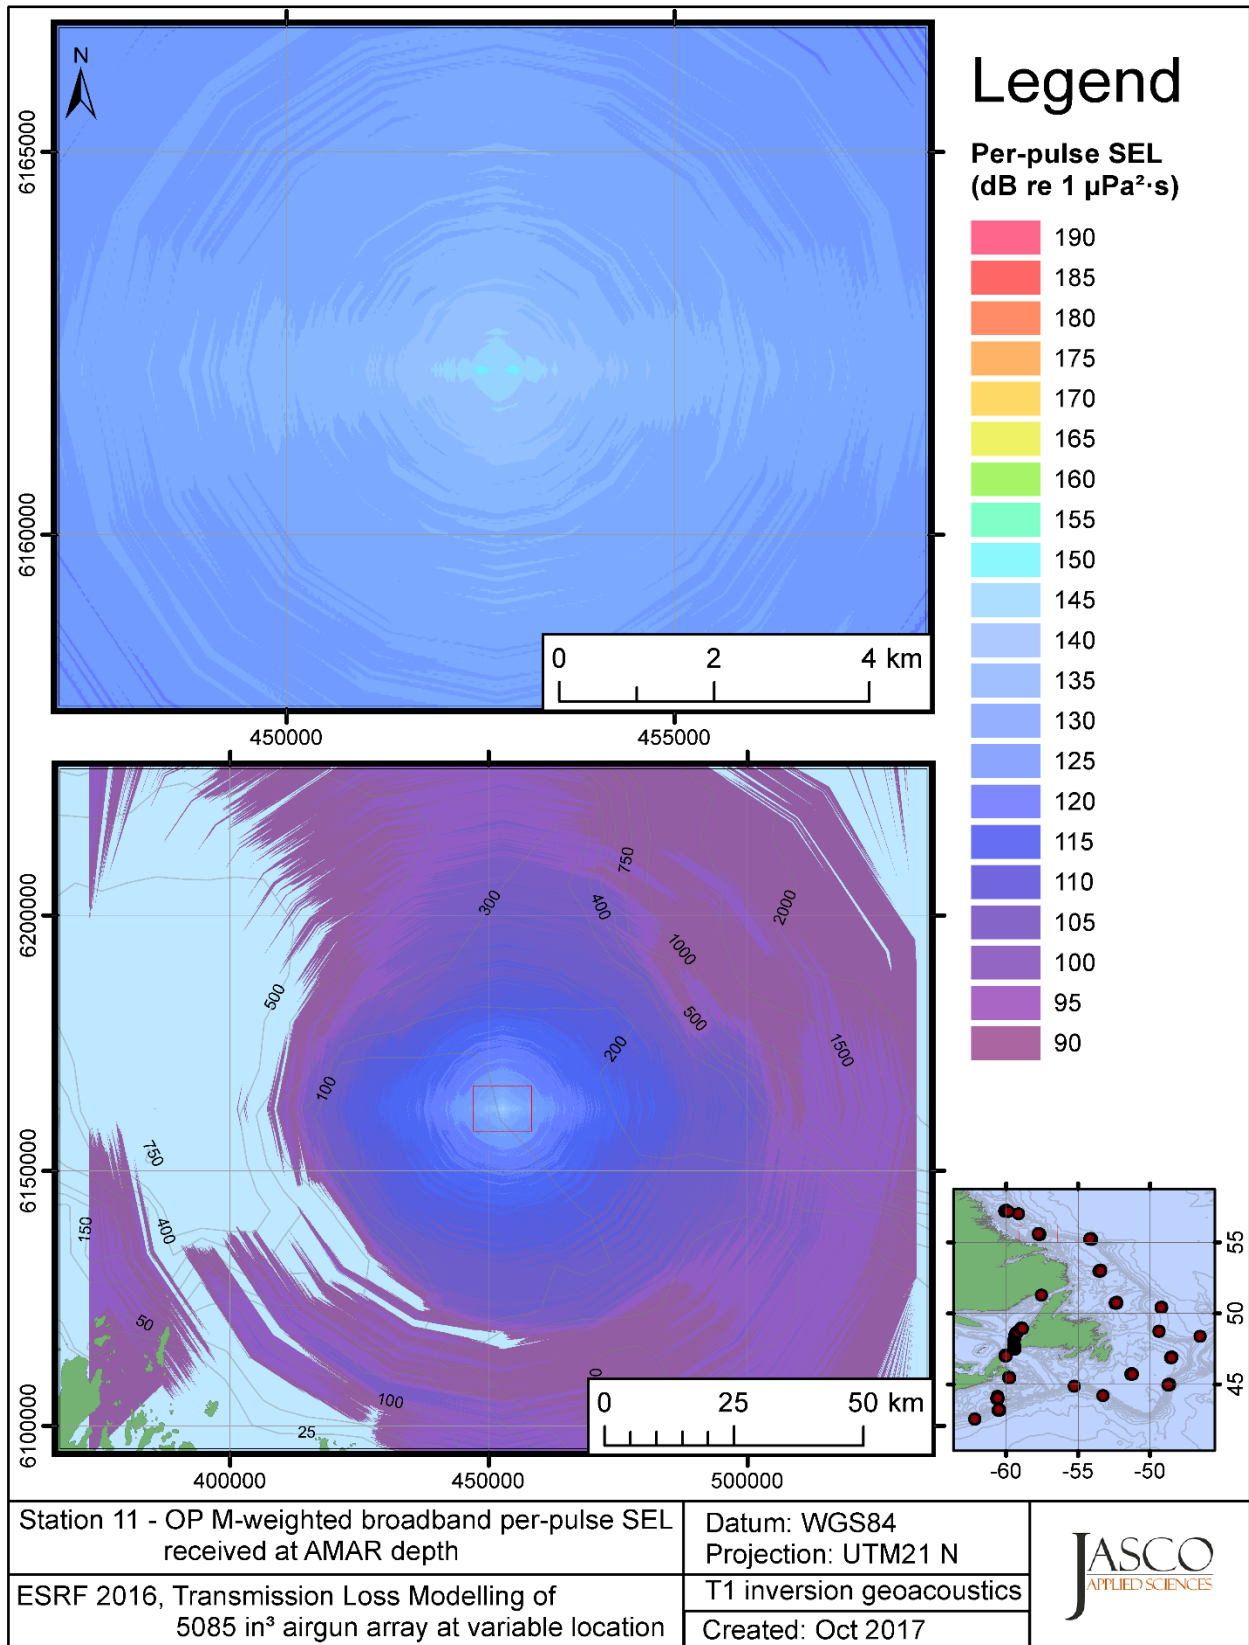 N
6165000
6160000
0 2 4 km
450000 455000
Legend
Per-pulse SEL
(dB re 1 µPa²·s)
190
185
180
175
170
165
160
155
150
145
140
135
130
125
120
115
110
105
100
95
90
6200000
6150000
6100000
300
750
400
2000
1000
500
500
200
1500
100
750
400
150
50
100
25
0
0 25 50 km
400000 450000 500000
55
50
45
-60 -55 -50
Station 11 - OP M-weighted broadband per-pulse SEL
received at AMAR depth
ESRF 2016, Transmission Loss Modelling of
5085 in³ airgun array at variable location
Datum: WGS84
Projection: UTM21 N
T1 inversion geoacoustics
Created: Oct 2017
JASCO
APPLIED SCIENCES